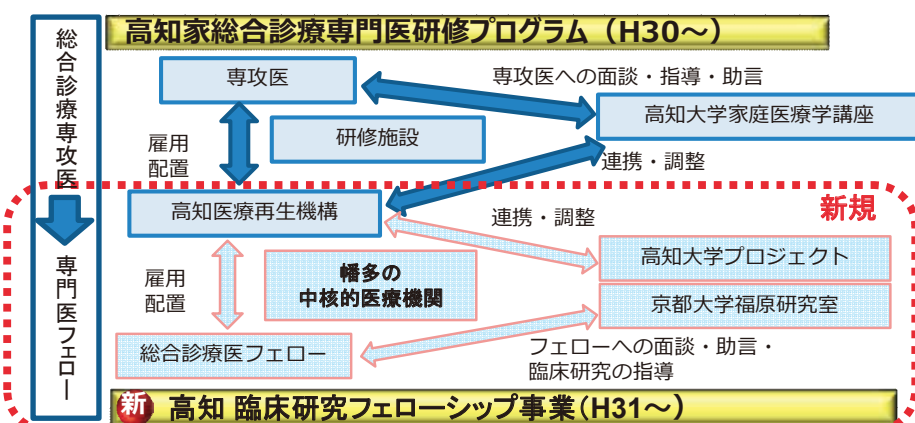 高知家総合診療専門医研修プログラム（H30～）
総合診療専攻医
専門医フェロー
専攻医
専攻医への面談・指導・助言
高知大学家庭医療学講座
雇用
配置
研修施設
連携・調整
高知医療再生機構
連携・調整
新規
雇用
配置
幡多の
中核的医療機関
高知大学プロジェクト
京都大学福原研究室
総合診療医フェロー
フェローへの面談・助言・
臨床研究の指導
新 高知 臨床研究フェローシップ事業(H31～)